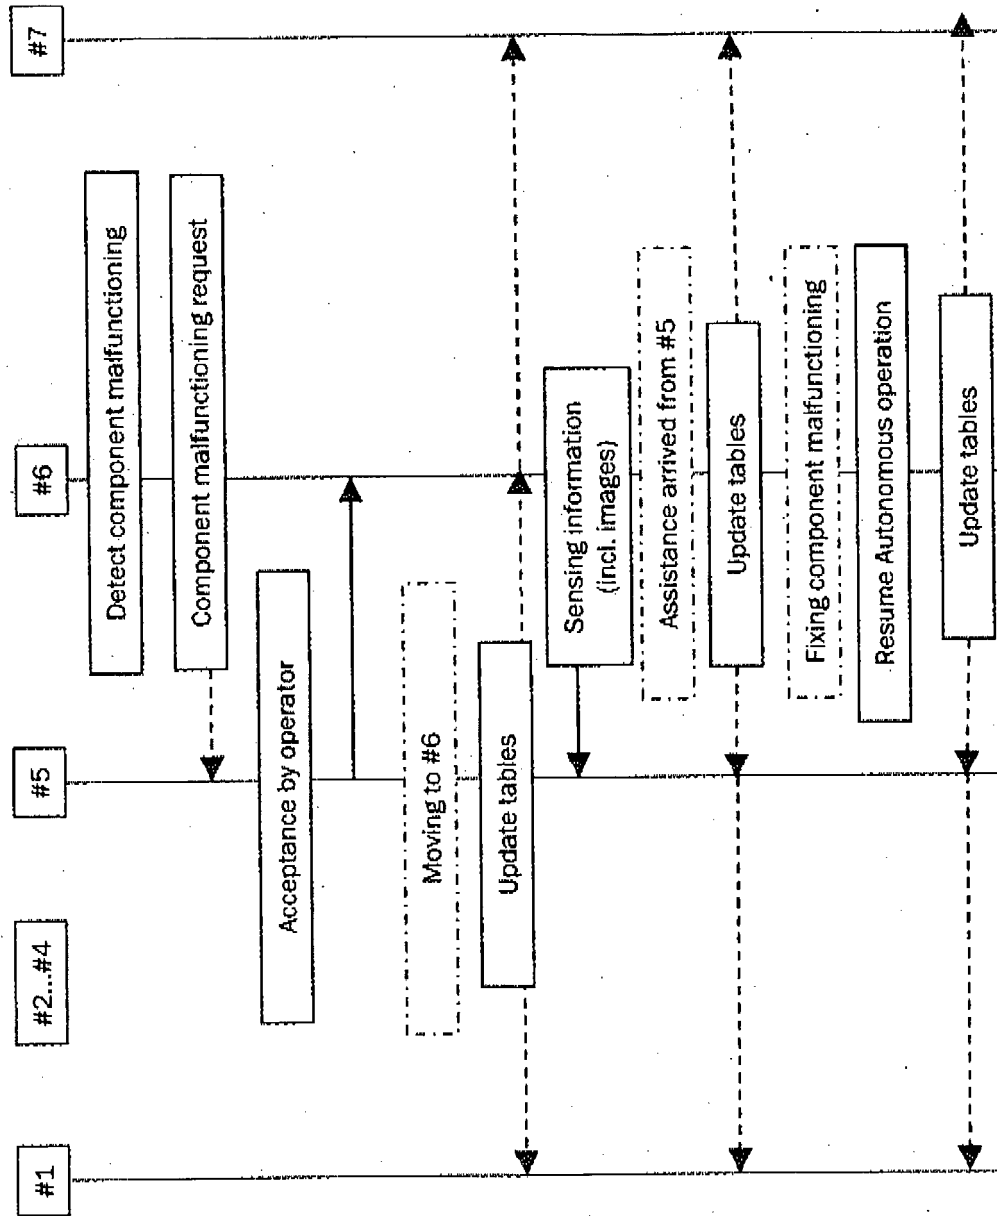 #1
#2...#4
#5
#6
#7
Detect component malfunctioning
Component malfunctioning request
Acceptance by operator
Moving to #6
Update tables
Sensing information
(incl. images)
Assistance arrived from #5
Update tables
Fixing component malfunctioning
Resume Autonomous operation
Update tables